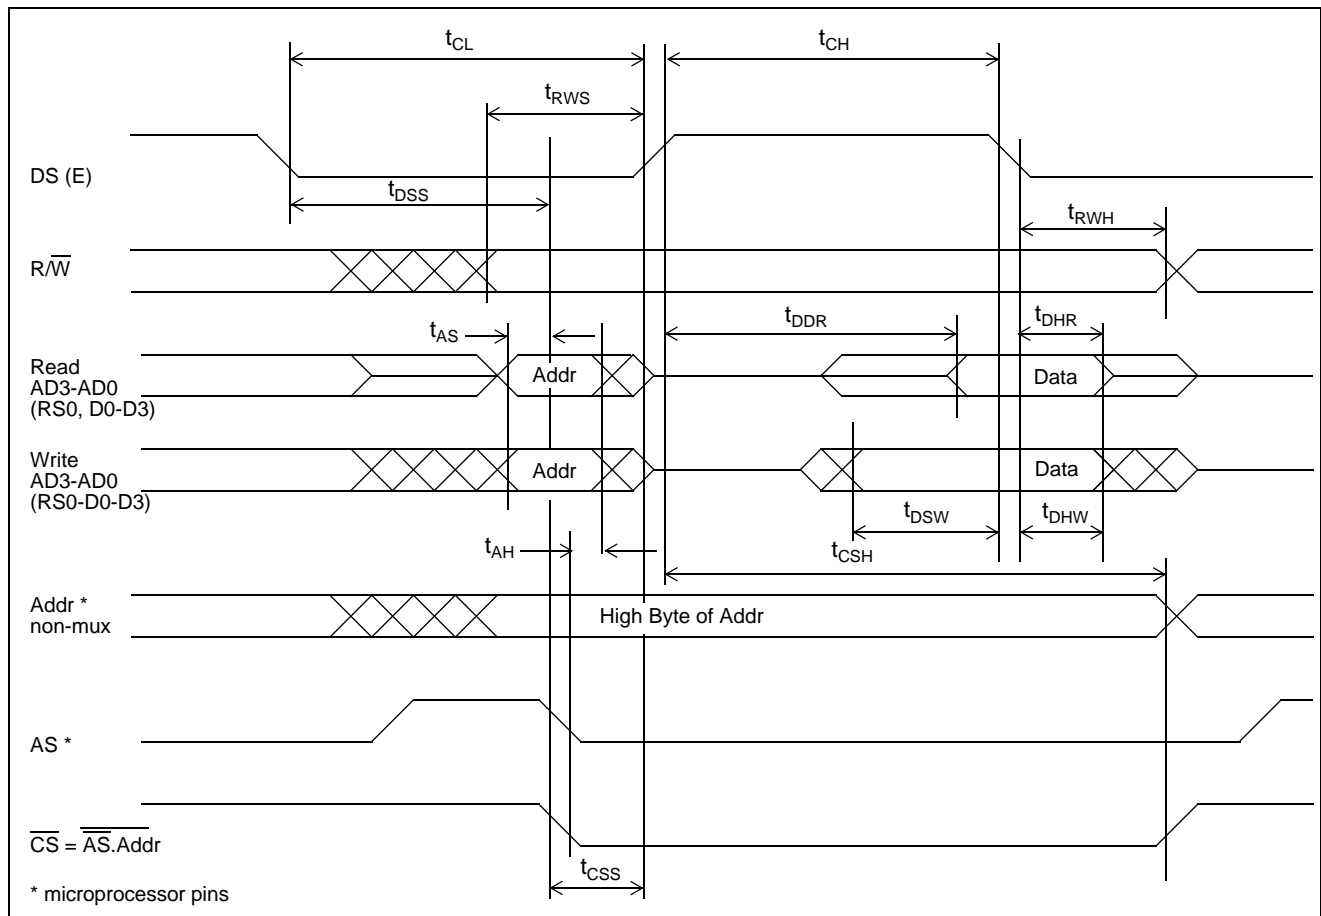 tCL
tCH
tRWS
DS (E)
tDSS
tRWH
R/W̅
tAS
tDDR
tDHR
Read
AD3-AD0
(RS0, D0-D3)
Addr
Data
Write
AD3-AD0
(RS0-D0-D3)
Addr
Data
tDSW
tDHW
tAH
tCSH
Addr *
non-mux
High Byte of Addr
AS *
CS = AS.Addr
tCSS
* microprocessor pins